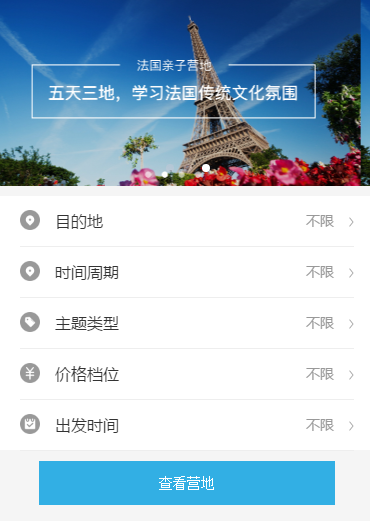 法国亲子营地
五天三地，学习法国传统文化氛围
目的地 不限
时间周期 不限
主题类型 不限
价格档位 不限
出发时间 不限
查看营地